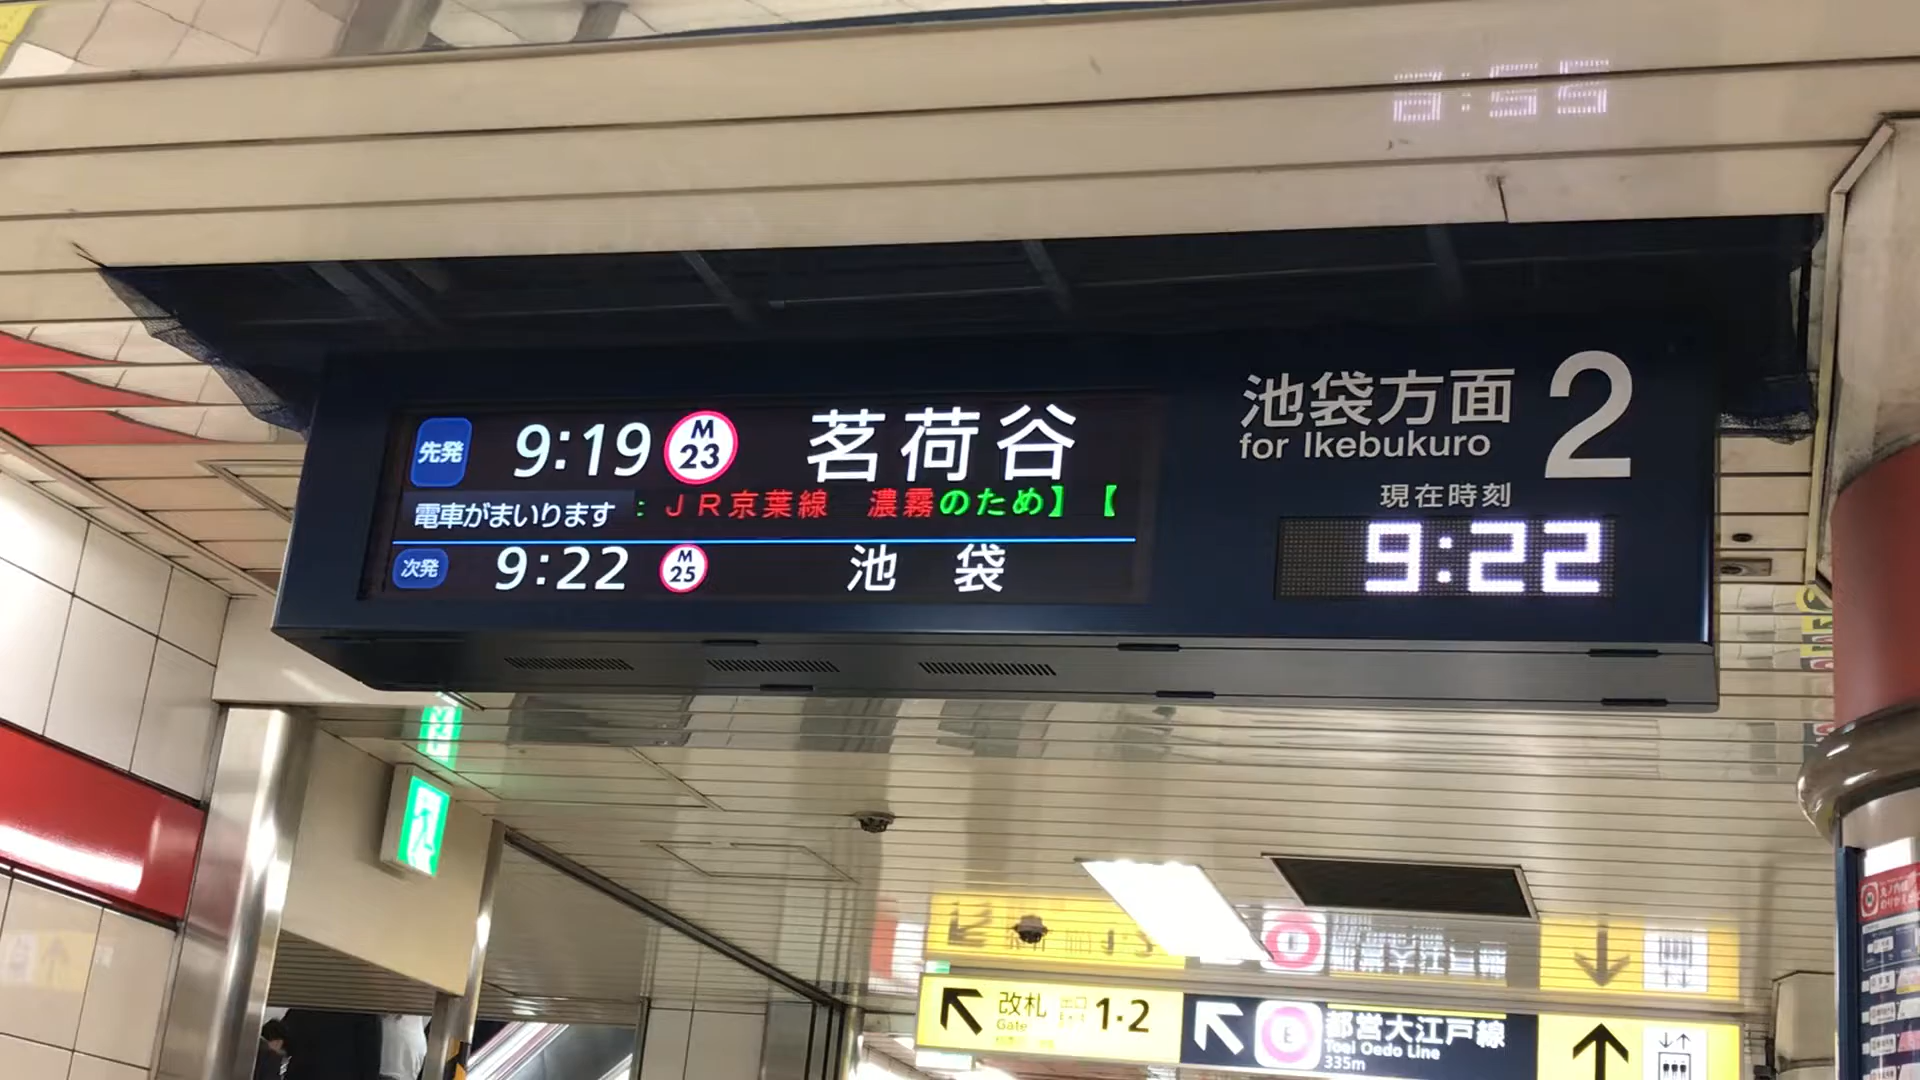 池袋方面 2
for Ikebukuro
現在時刻
9:22
先発 9:19 M 23 茗荷谷
電車がまいります : JR京葉線 濃霧のため】【
次発 9:22 M 25 池袋
改札 出口 1・2
Gate
都営大江戸線
Toei Oedo Line
335m